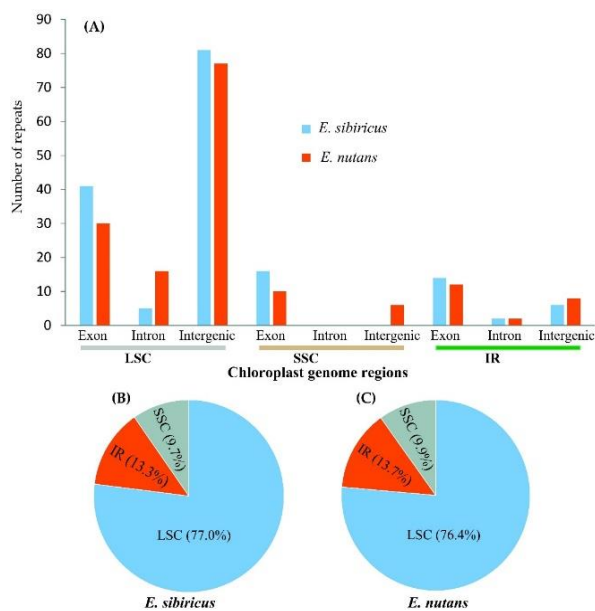 (A)
Number of repeats
90
80
70
60
50
40
30
20
10
0
E. sibiricus
E. nutans
Exon Intron Intergenic Exon Intron Intergenic Exon Intron Intergenic
LSC SSC IR
Chloroplast genome regions
(B) (C)
SSC (9.7%)
IR (13.3%)
LSC (77.0%)
SSC (9.9%)
IR (13.7%)
LSC (76.4%)
E. sibiricus E. nutans